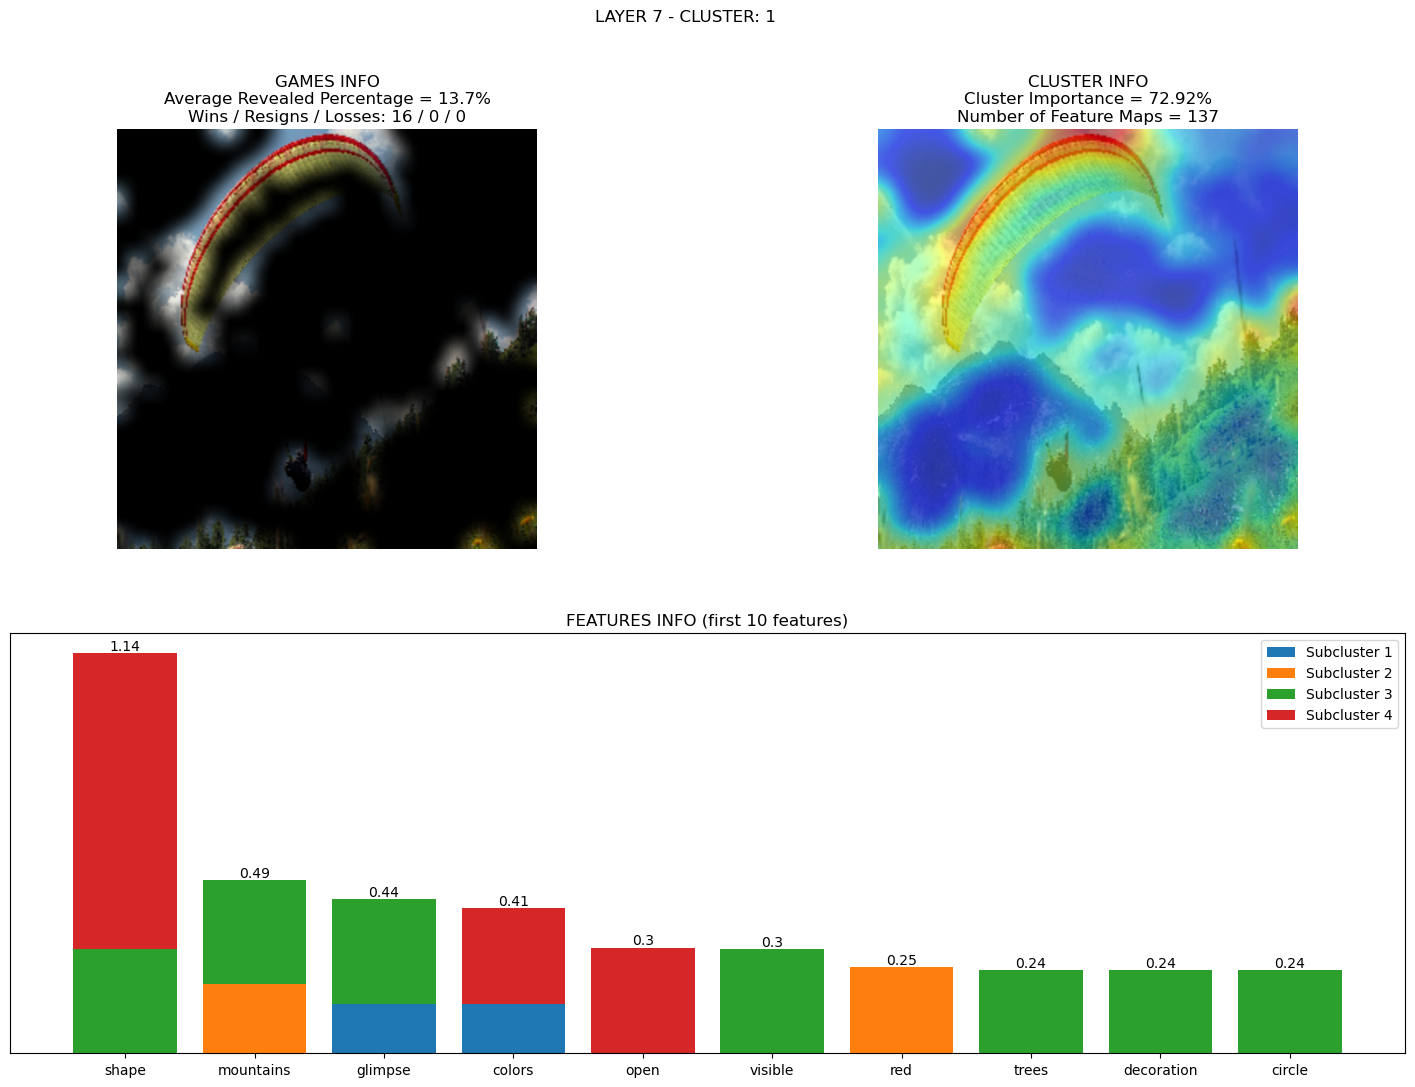 LAYER 7 - CLUSTER: 1
GAMES INFO
Average Revealed Percentage = 13.7%
Wins / Resigns / Losses: 16 / 0 / 0
CLUSTER INFO
Cluster Importance = 72.92%
Number of Feature Maps = 137
FEATURES INFO (first 10 features)
Subcluster 1
Subcluster 2
Subcluster 3
Subcluster 4
1.14
0.49
0.44
0.41
0.3
0.3
0.25
0.24
0.24
0.24
shape
mountains
glimpse
colors
open
visible
red
trees
decoration
circle